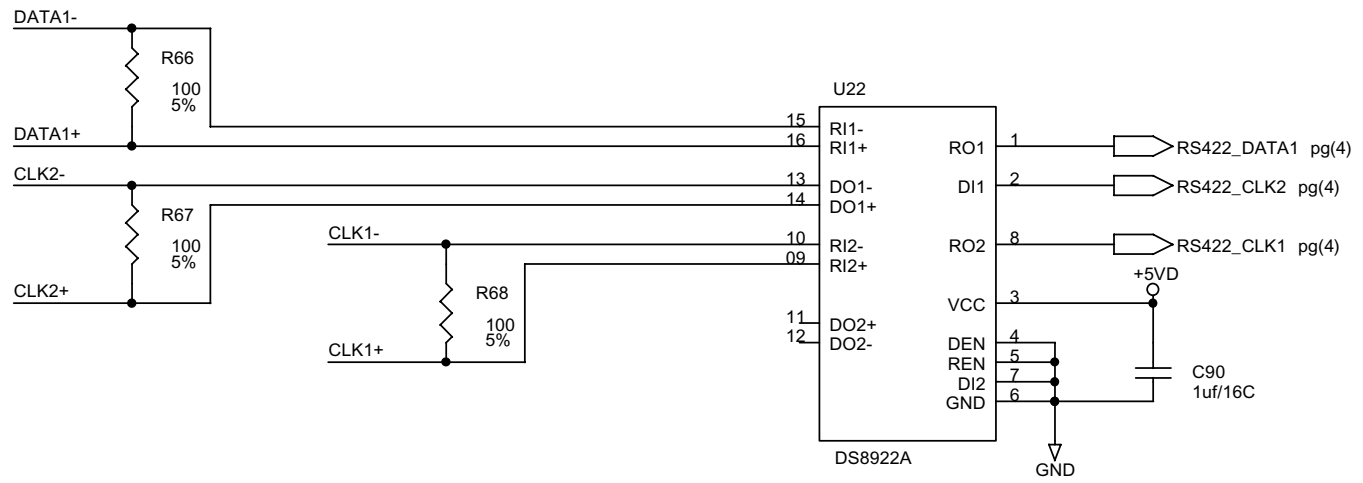 DATA1-
R66
100
5%
DATA1+
CLK2-
R67
100
5%
CLK2+
CLK1-
R68
100
5%
CLK1+
U22
15 RI1-
16 RI1+
13 DO1-
14 DO1+
10 RI2-
09 RI2+
11 DO2+
12 DO2-
RO1 1 RS422_DATA1 pg(4)
DI1 2 RS422_CLK2 pg(4)
RO2 8 RS422_CLK1 pg(4)
+5VD
VCC 3
DEN 4
REN 5
DI2 7
GND 6
C90
1uf/16C
DS8922A
GND